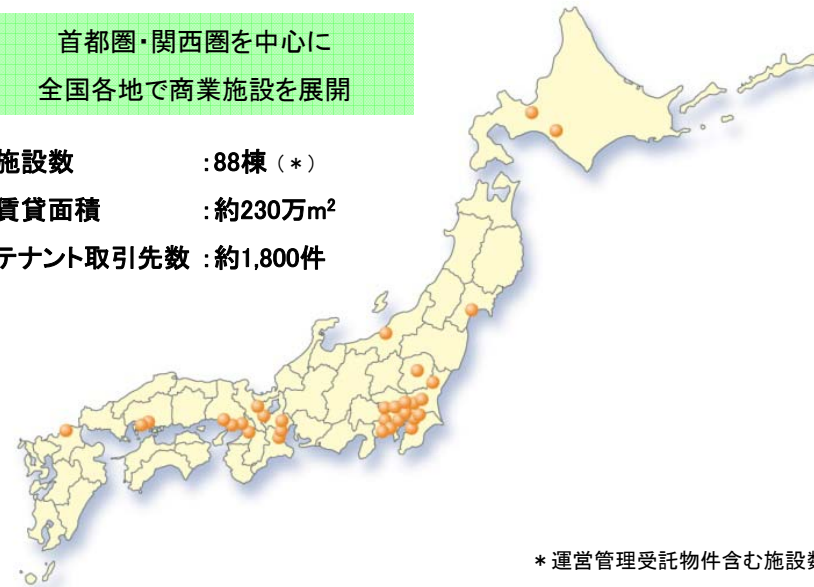 首都圏・関西圏を中心に
全国各地で商業施設を展開
施設数 :88棟（*）
賃貸面積 :約230万m²
テナント取引先数 :約1,800件
*運営管理受託物件含む施設数